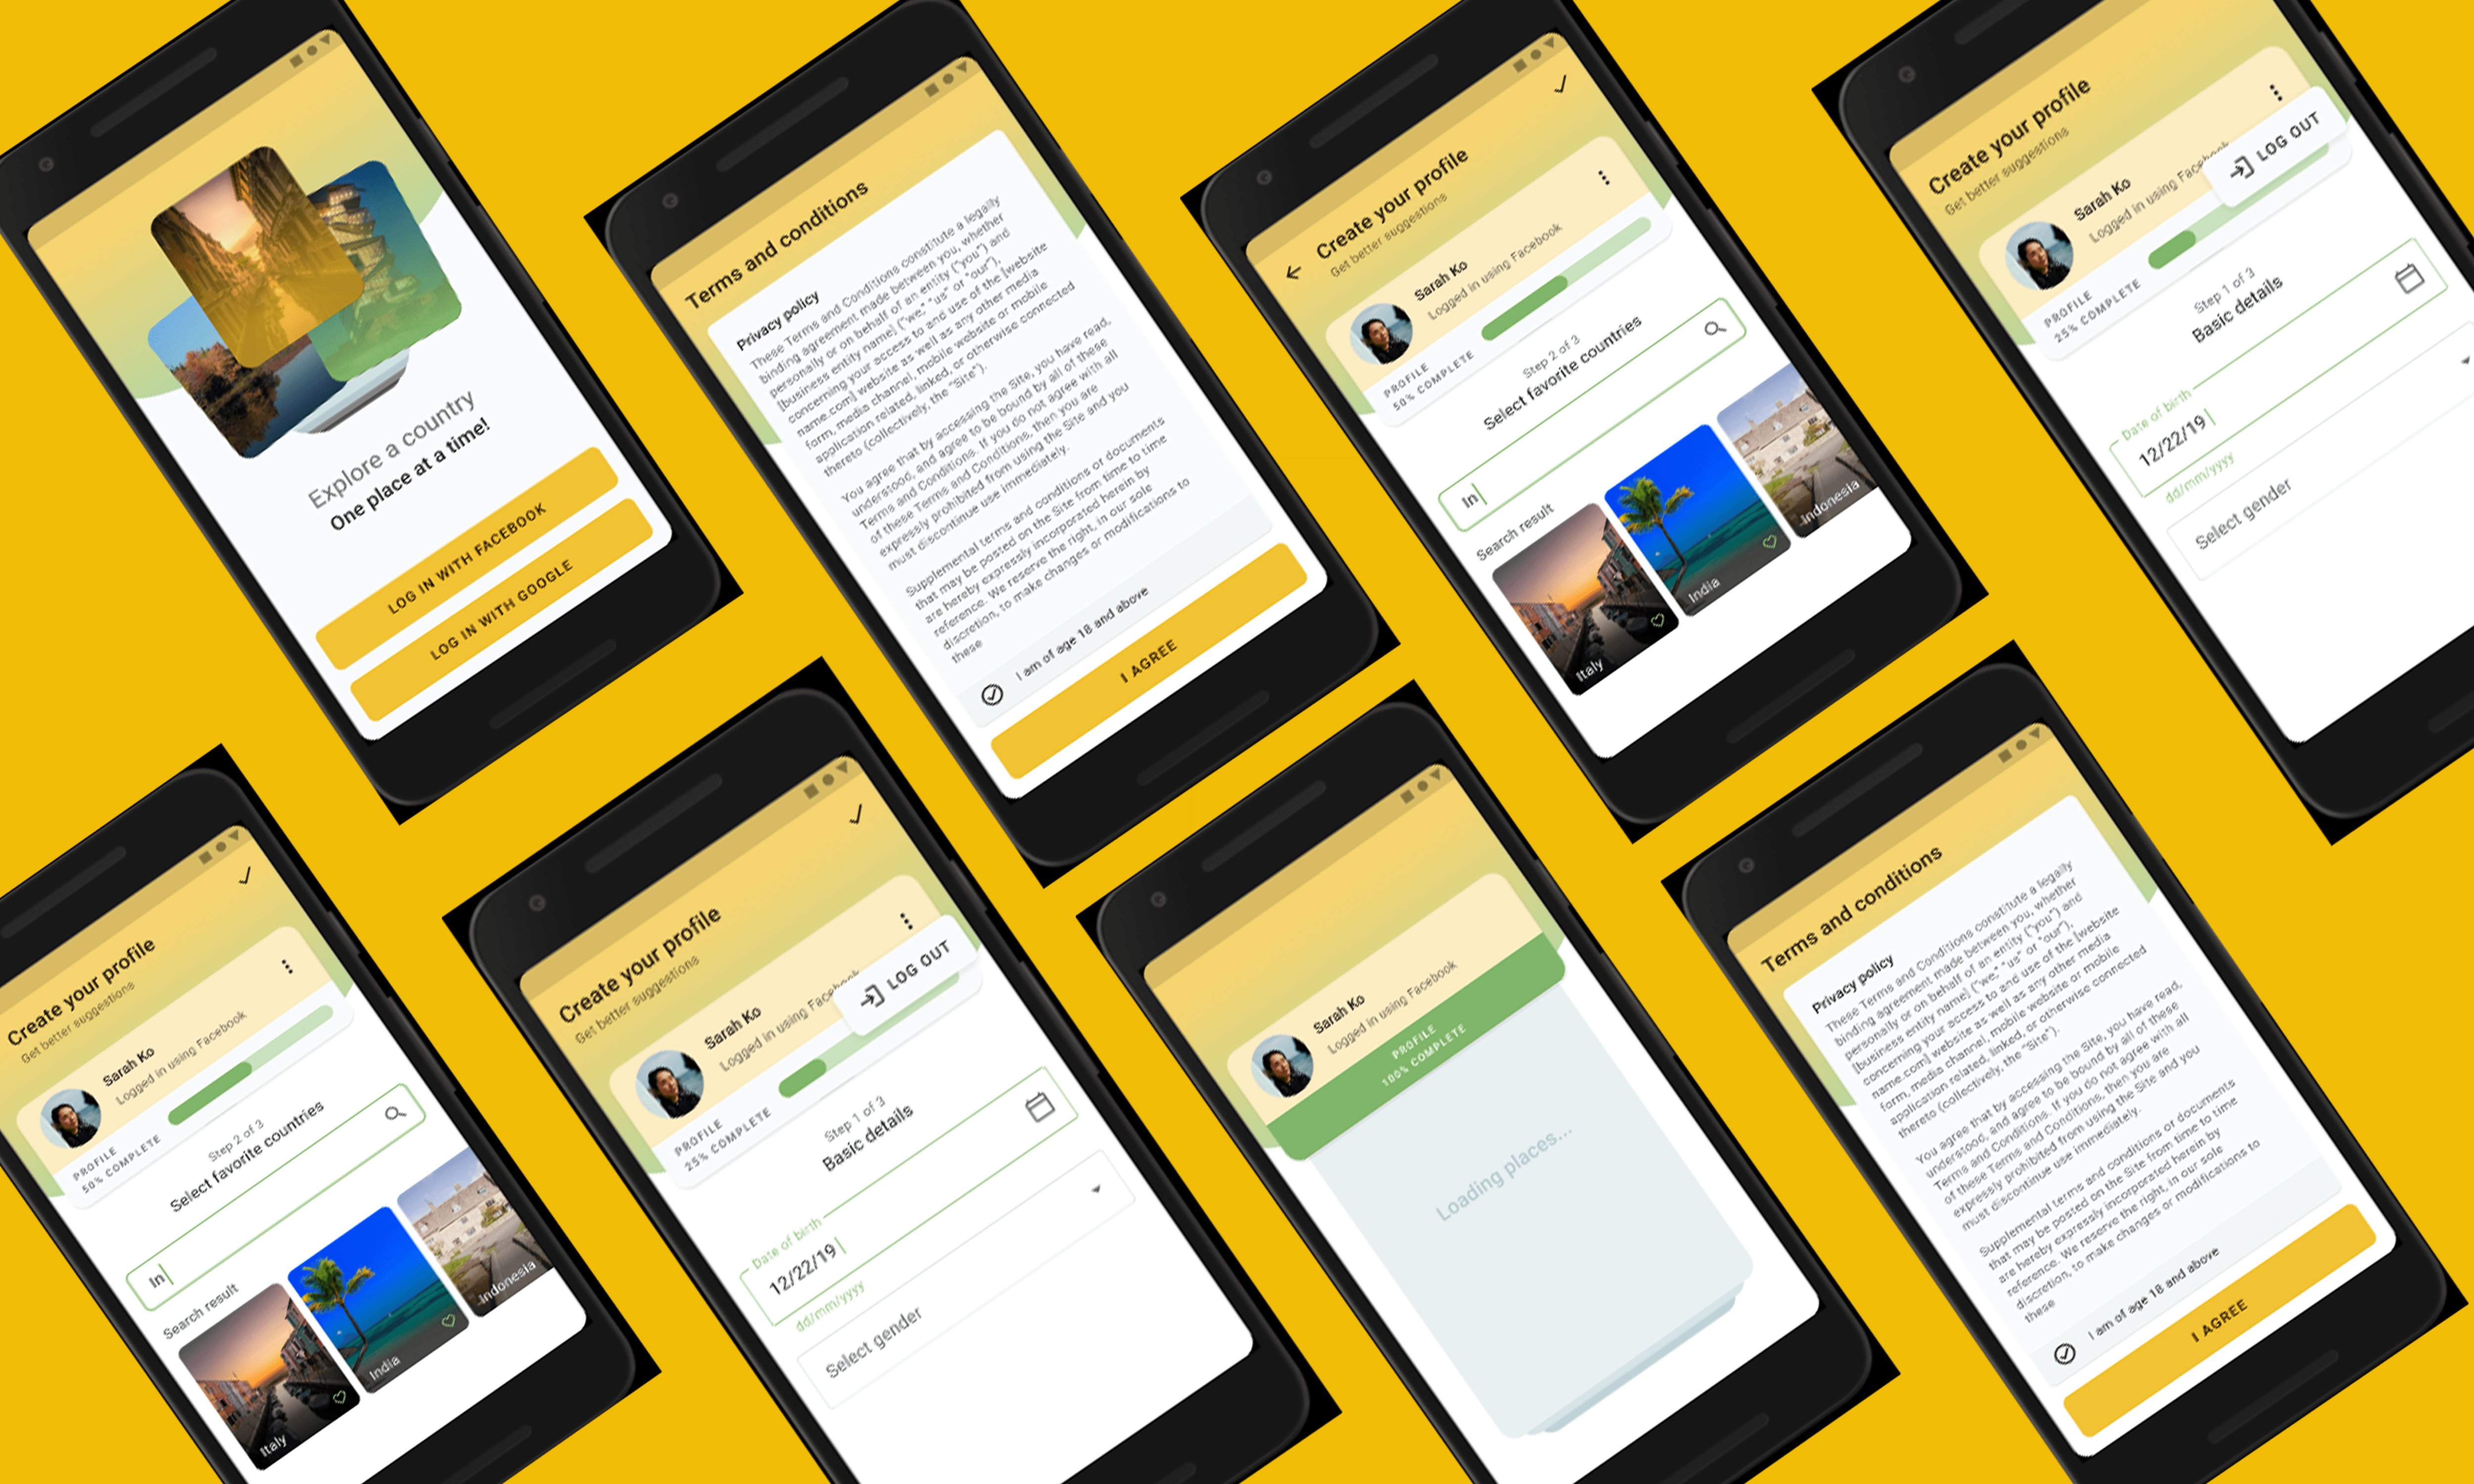 Explore a country
One place at a time!
LOG IN WITH FACEBOOK
LOG IN WITH GOOGLE
Terms and conditions
Privacy policy
These Terms and Conditions constitute a legally
binding agreement made between you, whether
personally or on behalf of an entity ("you") and
[business entity name] ("we," "us" or "our"),
concerning your access to and use of the [website
name.com] website as well as any other media
form, media channel, mobile website or mobile
application related, linked, or otherwise connected
thereto (collectively, the "Site").
You agree that by accessing the Site, you have read,
understood, and agree to be bound by all of these
Terms and Conditions. If you do not agree with all
of these Terms and Conditions, then you are
expressly prohibited from using the Site and you
must discontinue use immediately.
Supplemental terms and conditions or documents
that may be posted on the Site from time to time
are hereby expressly incorporated herein by
reference. We reserve the right, in our sole
discretion, to make changes or modifications to
these
I am of age 18 and above
I AGREE
Create your profile
Get better suggestions
Sarah Ko
Logged in using Facebook
PROFILE
50% COMPLETE
Step 2 of 3
Select favorite countries
In
Search result
Italy
India
Indonesia
Create your profile
Get better suggestions
LOG OUT
Sarah Ko
Logged in using Facebook
PROFILE
25% COMPLETE
Step 1 of 3
Basic details
Date of birth
12/22/19
dd/mm/yyyy
Select gender
Create your profile
Get better suggestions
Sarah Ko
Logged in using Facebook
PROFILE
50% COMPLETE
Step 2 of 3
Select favorite countries
In
Search result
Italy
India
Indonesia
Create your profile
Get better suggestions
LOG OUT
Sarah Ko
Logged in using Facebook
PROFILE
25% COMPLETE
Step 1 of 3
Basic details
Date of birth
12/22/19
dd/mm/yyyy
Select gender
Sarah Ko
Logged in using Facebook
PROFILE
100% COMPLETE
Loading places...
Terms and conditions
Privacy policy
These Terms and Conditions constitute a legally
binding agreement made between you, whether
personally or on behalf of an entity ("you") and
[business entity name] ("we," "us" or "our"),
concerning your access to and use of the [website
name.com] website as well as any other media
form, media channel, mobile website or mobile
application related, linked, or otherwise connected
thereto (collectively, the "Site").
You agree that by accessing the Site, you have read,
understood, and agree to be bound by all of these
Terms and Conditions. If you do not agree with all
of these Terms and Conditions, then you are
expressly prohibited from using the Site and you
must discontinue use immediately.
Supplemental terms and conditions or documents
that may be posted on the Site from time to time
are hereby expressly incorporated herein by
reference. We reserve the right, in our sole
discretion, to make changes or modifications to
these
I am of age 18 and above
I AGREE